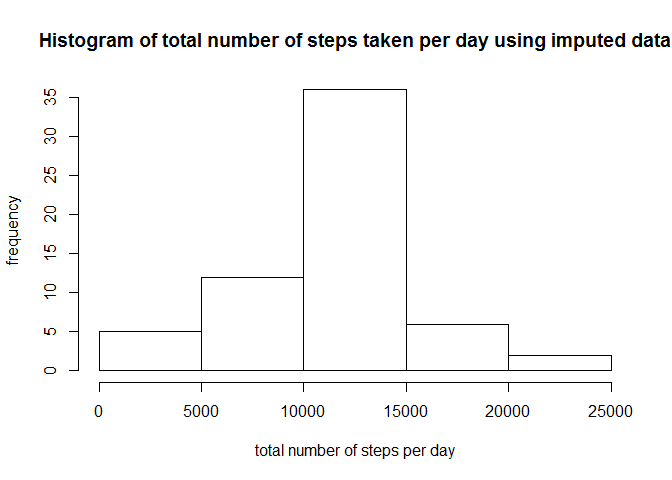 Histogram of total number of steps taken per day using imputed data
35
30
25
20
15
10
5
0
frequency
0 5000 10000 15000 20000 25000
total number of steps per day